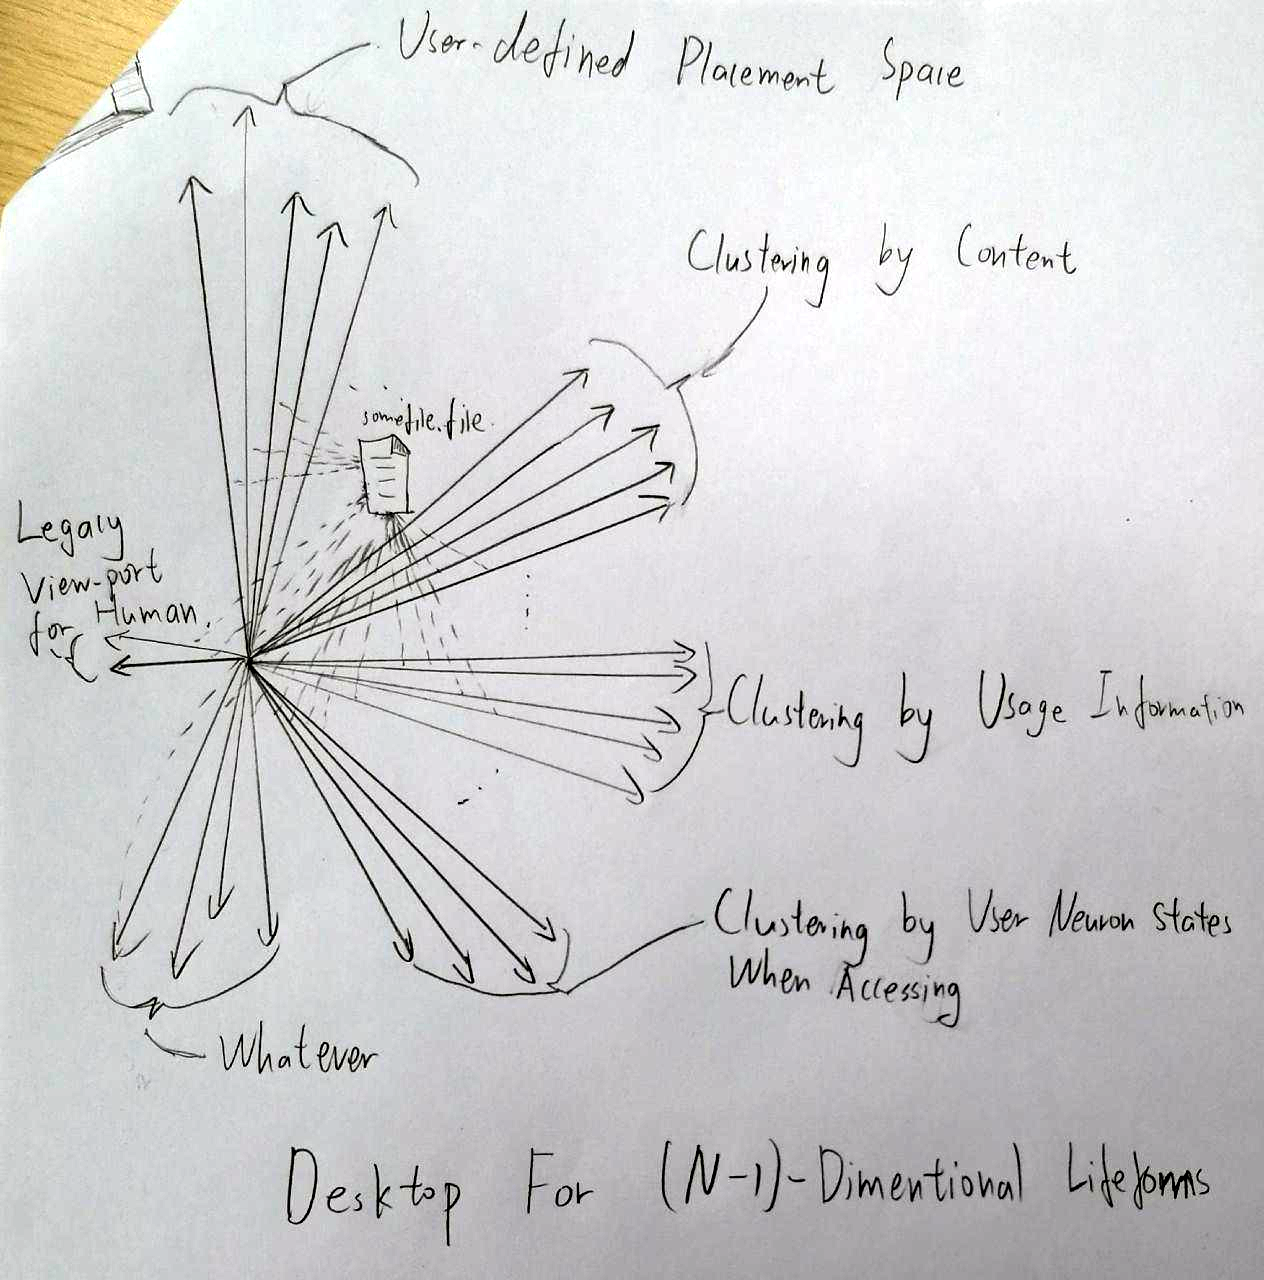 User-defined Placement Space
Clustering by Content
somefile.file
Legacy
View-port
for Human.
Clustering by Usage Information
Clustering by User Neuron States
When Accessing
Whatever
Desktop For (N-1)-Dimentional Lifeforms